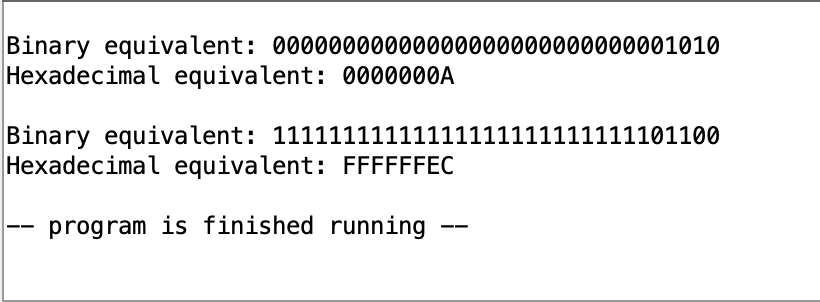 Binary equivalent: 00000000000000000000000000001010
Hexadecimal equivalent: 0000000A
Binary equivalent: 11111111111111111111111111101100
Hexadecimal equivalent: FFFFFFEC
-- program is finished running --